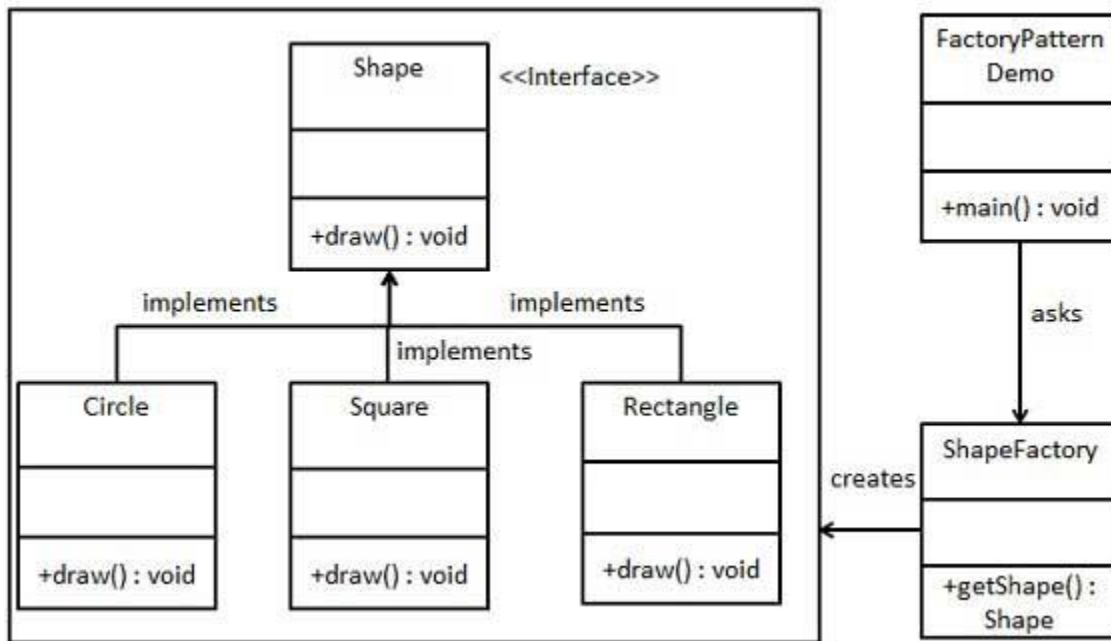 Shape
<<Interface>>
+draw() : void
implements
implements
implements
Circle
+draw() : void
Square
+draw() : void
Rectangle
+draw() : void
FactoryPattern
Demo
+main() : void
asks
creates
ShapeFactory
+getShape() :
Shape